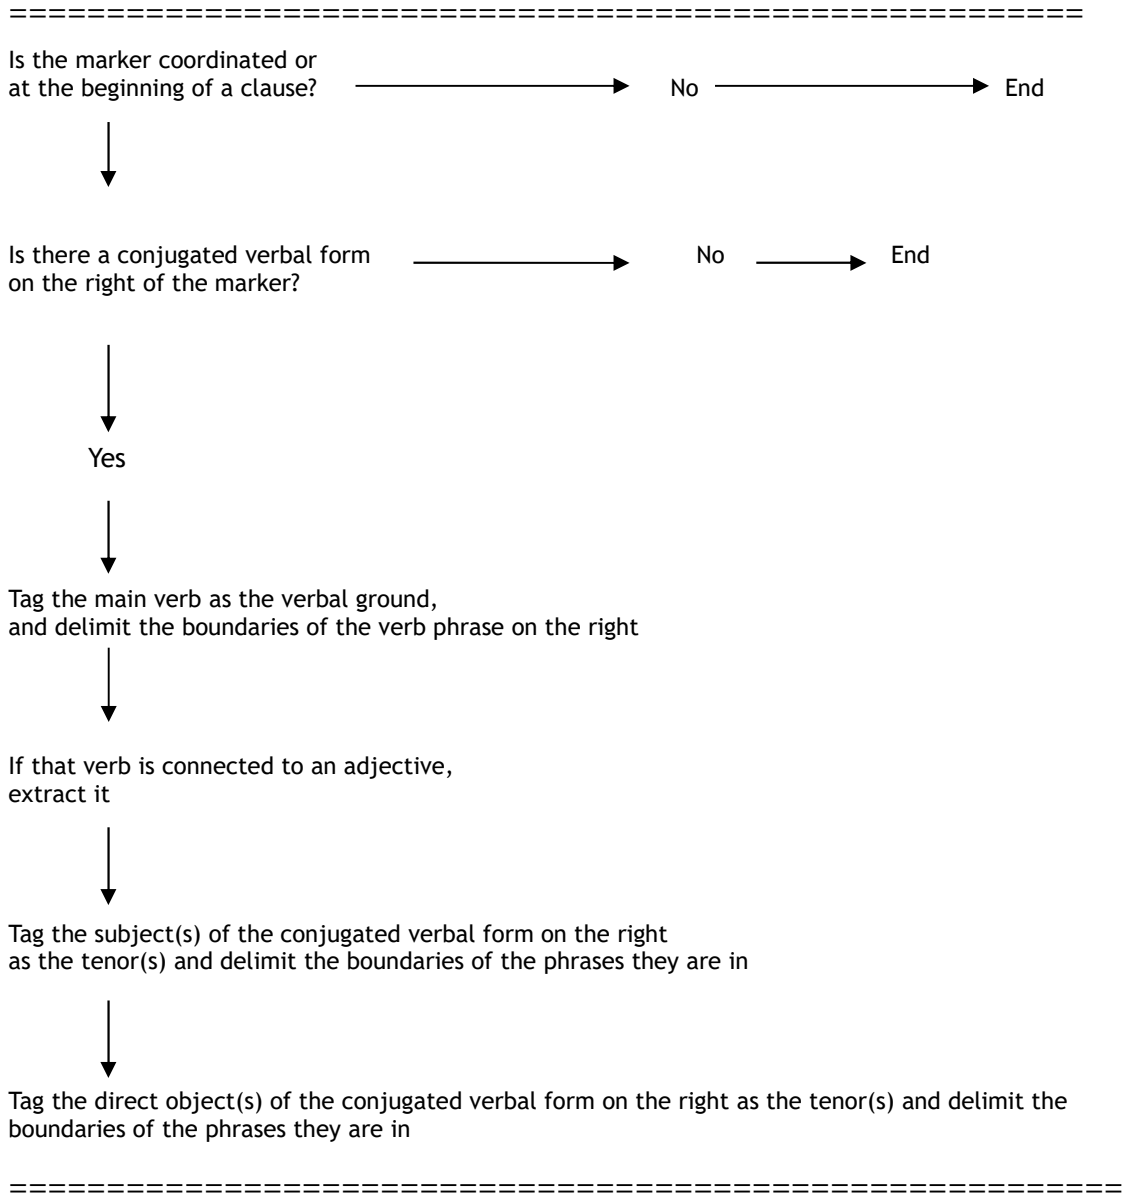 =======================================================
Is the marker coordinated or
at the beginning of a clause?
No
End
Is there a conjugated verbal form
on the right of the marker?
No
End
Yes
Tag the main verb as the verbal ground,
and delimit the boundaries of the verb phrase on the right
If that verb is connected to an adjective,
extract it
Tag the subject(s) of the conjugated verbal form on the right
as the tenor(s) and delimit the boundaries of the phrases they are in
Tag the direct object(s) of the conjugated verbal form on the right as the tenor(s) and delimit the
boundaries of the phrases they are in
=========================================================